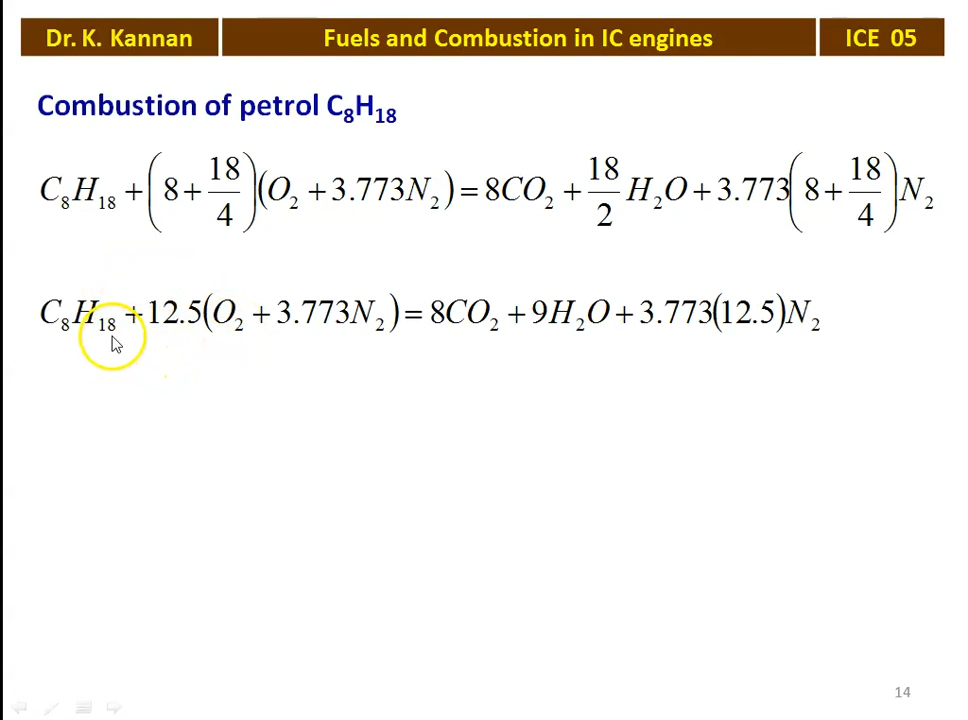 Dr. K. Kannan Fuels and Combustion in IC engines ICE 05
Combustion of petrol C₈H₁₈
C₈H₁₈ + (8 + 18/4)(O₂ + 3.773N₂) = 8CO₂ + 18/2 H₂O + 3.773(8 + 18/4)N₂
C₈H₁₈ + 12.5(O₂ + 3.773N₂) = 8CO₂ + 9H₂O + 3.773(12.5)N₂
14